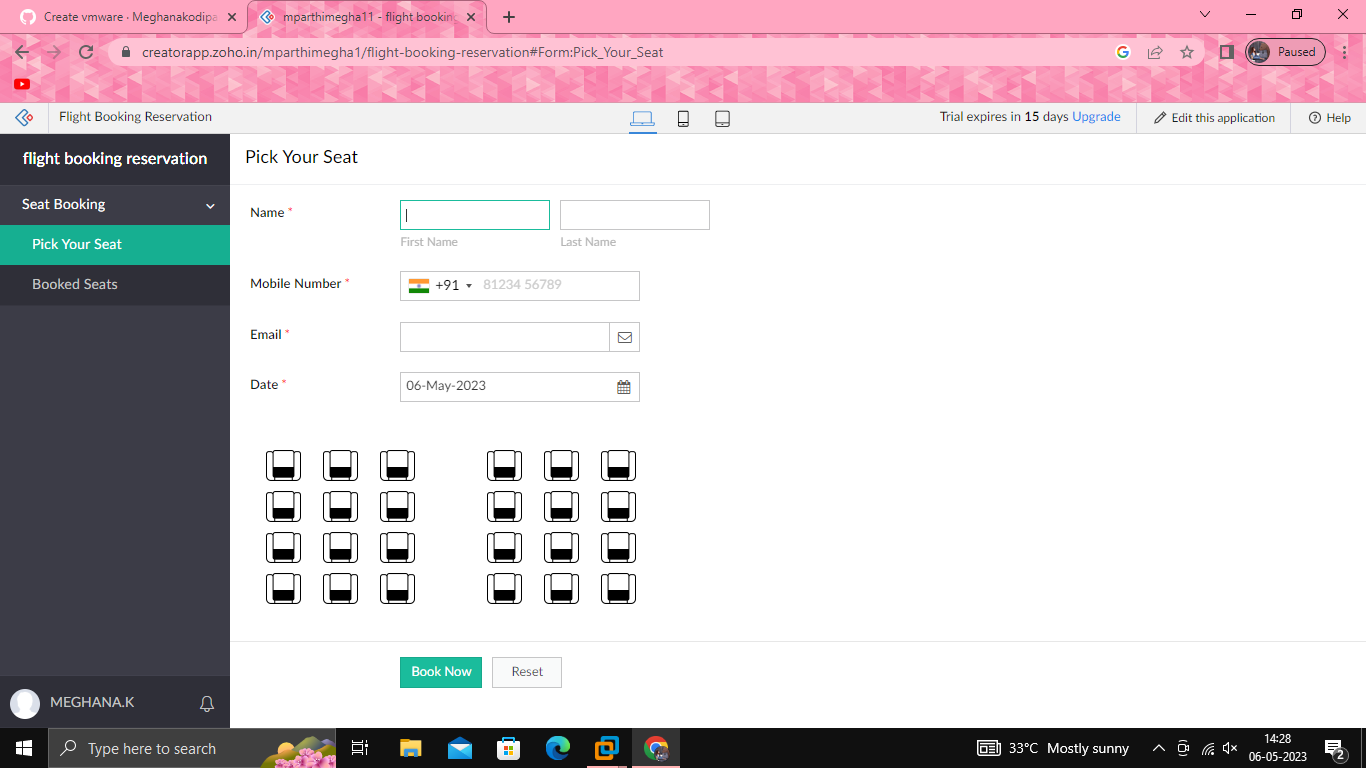 Create vmware · Meghanakodipa
mparthimegha11 - flight booking
creatorapp.zoho.in/mparthimegha1/flight-booking-reservation#Form:Pick_Your_Seat
Paused
Flight Booking Reservation
Trial expires in 15 days Upgrade
Edit this application
Help
flight booking reservation
Seat Booking
Pick Your Seat
Booked Seats
MEGHANA.K
Pick Your Seat
Name *
First Name
Last Name
Mobile Number *
+91
81234 56789
Email *
Date *
06-May-2023
Book Now
Reset
Type here to search
33°C Mostly sunny
14:28
06-05-2023
2